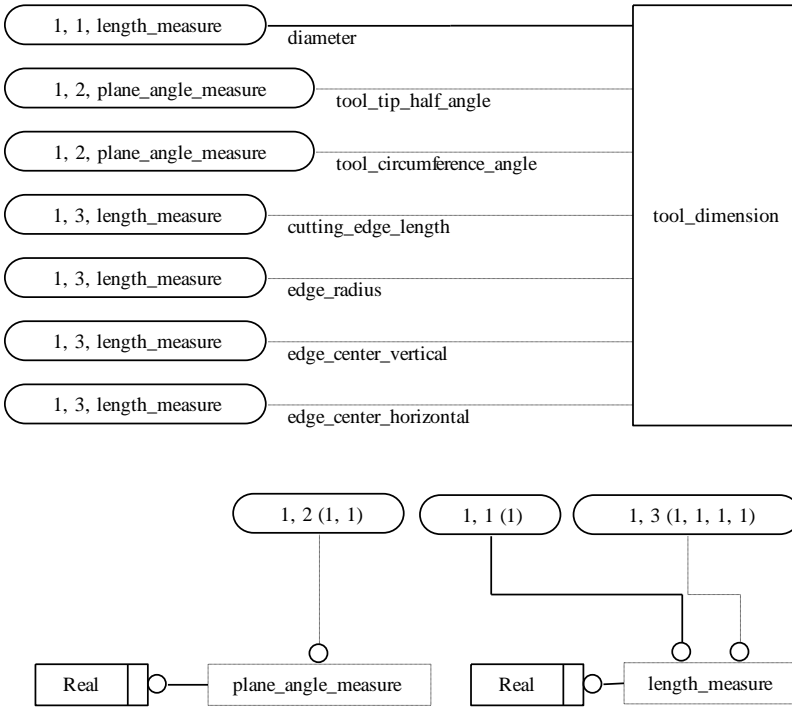 1, 1, length_measure
diameter
1, 2, plane_angle_measure
tool_tip_half_angle
1, 2, plane_angle_measure
tool_circumference_angle
1, 3, length_measure
cutting_edge_length
tool_dimension
1, 3, length_measure
edge_radius
1, 3, length_measure
edge_center_vertical
1, 3, length_measure
edge_center_horizontal
1, 2 (1, 1)
1, 1 (1)
1, 3 (1, 1, 1, 1)
Real
plane_angle_measure
Real
length_measure